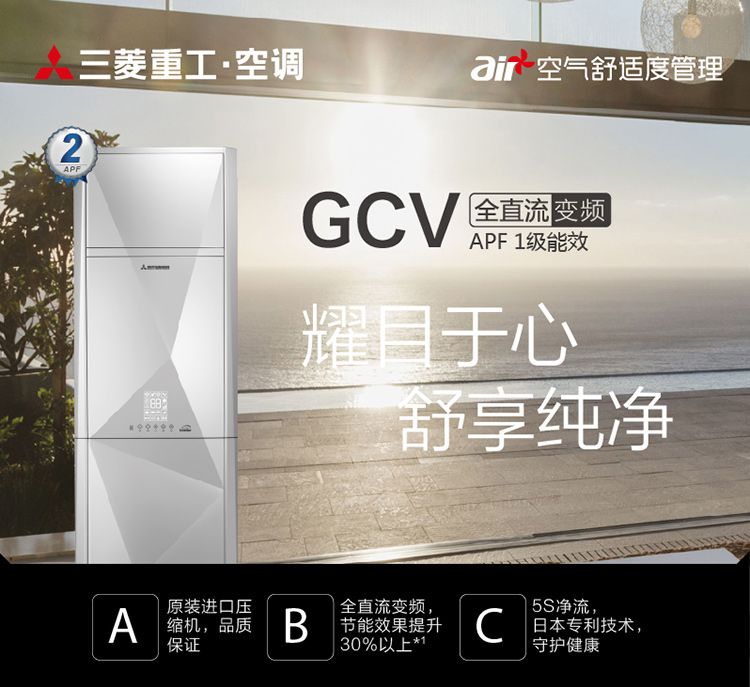 三菱重工·空调
air 空气舒适度管理
2
APF
GCV 全直流变频
APF 1级能效
MITSUBISHI
耀目于心
舒享纯净
A
原装进口压
缩机，品质
保证
B
全直流变频，
节能效果提升
30%以上*1
C
5S净流，
日本专利技术，
守护健康